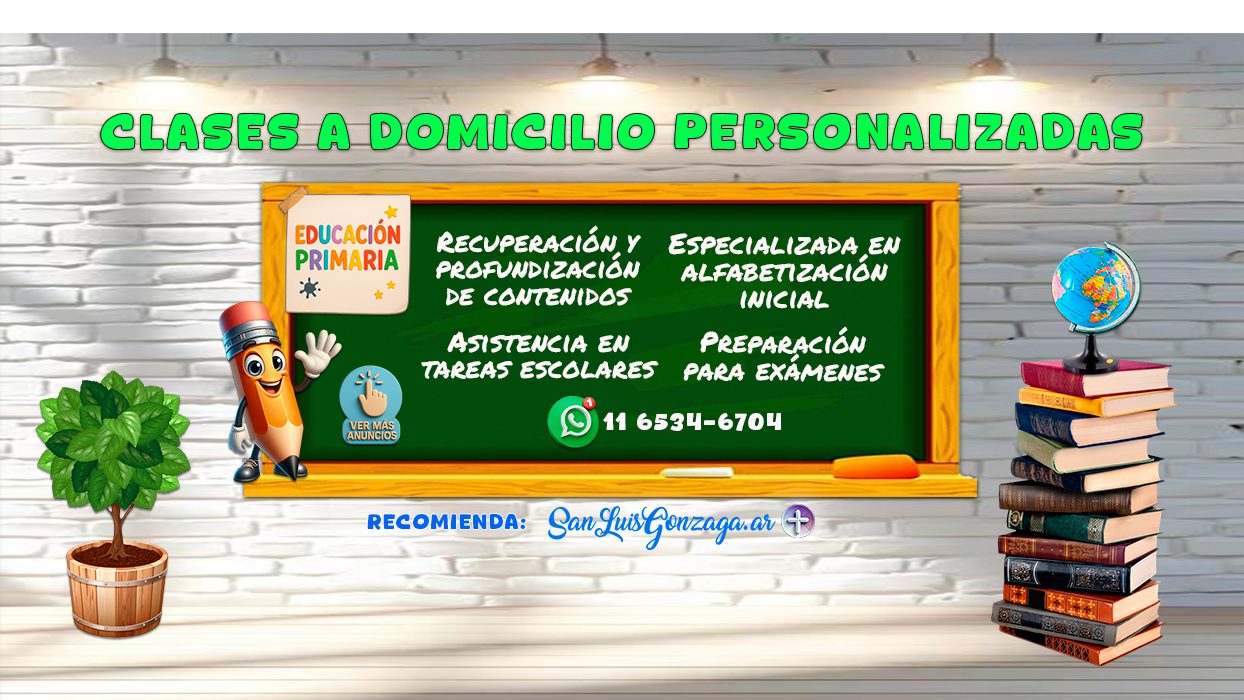 CLASES A DOMICILIO PERSONALIZADAS
EDUCACIÓN
PRIMARIA
RECUPERACIÓN Y
PROFUNDIZACIÓN
DE CONTENIDOS
ESPECIALIZADA EN
ALFABETIZACIÓN
INICIAL
ASISTENCIA EN
TAREAS ESCOLARES
PREPARACIÓN
PARA EXÁMENES
VER MÁS
ANUNCIOS
1
11 6534-6704
RECOMIENDA: SanLuisGonzaga.ar